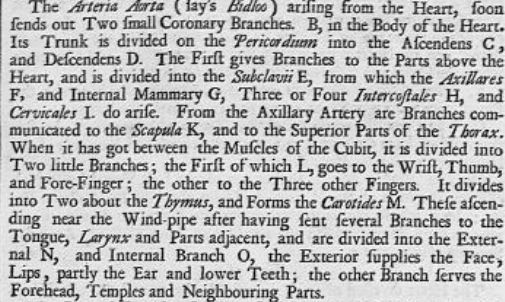 The Arteria Aorta (ſay's Bidloo) ariſing from the Heart, ſoon
ſends out Two ſmall Coronary Branches. B, in the Body of the Heart.
Its Trunk is divided on the Pericordium into the Aſcendens C,
and Deſcendens D. The Firſt gives Branches to the Parts above the
Heart, and is divided into the Subclavii E, from which the Axillares
F, and Internal Mammary G, Three or Four Intercoſtales H, and
Cervicales I. do ariſe. From the Axillary Artery are Branches com-
municated to the Scapula K, and to the Superior Parts of the Thorax.
When it has got between the Muſcles of the Cubit, it is divided into
Two little Branches; the Firſt of which L, goes to the Wriſt, Thumb,
and Fore-Finger; the other to the Three other Fingers. It divides
into Two about the Thymus, and Forms the Carotides M. Theſe aſcen-
ding near the Wind-pipe after having ſent ſeveral Branches to the
Tongue, Larynx and Parts adjacent, and are divided into the Exter-
nal N, and Internal Branch O, the Exterior ſupplies the Face,
Lips, partly the Ear and lower Teeth; the other Branch ſerves the
Forehead, Temples and Neighbouring Parts.